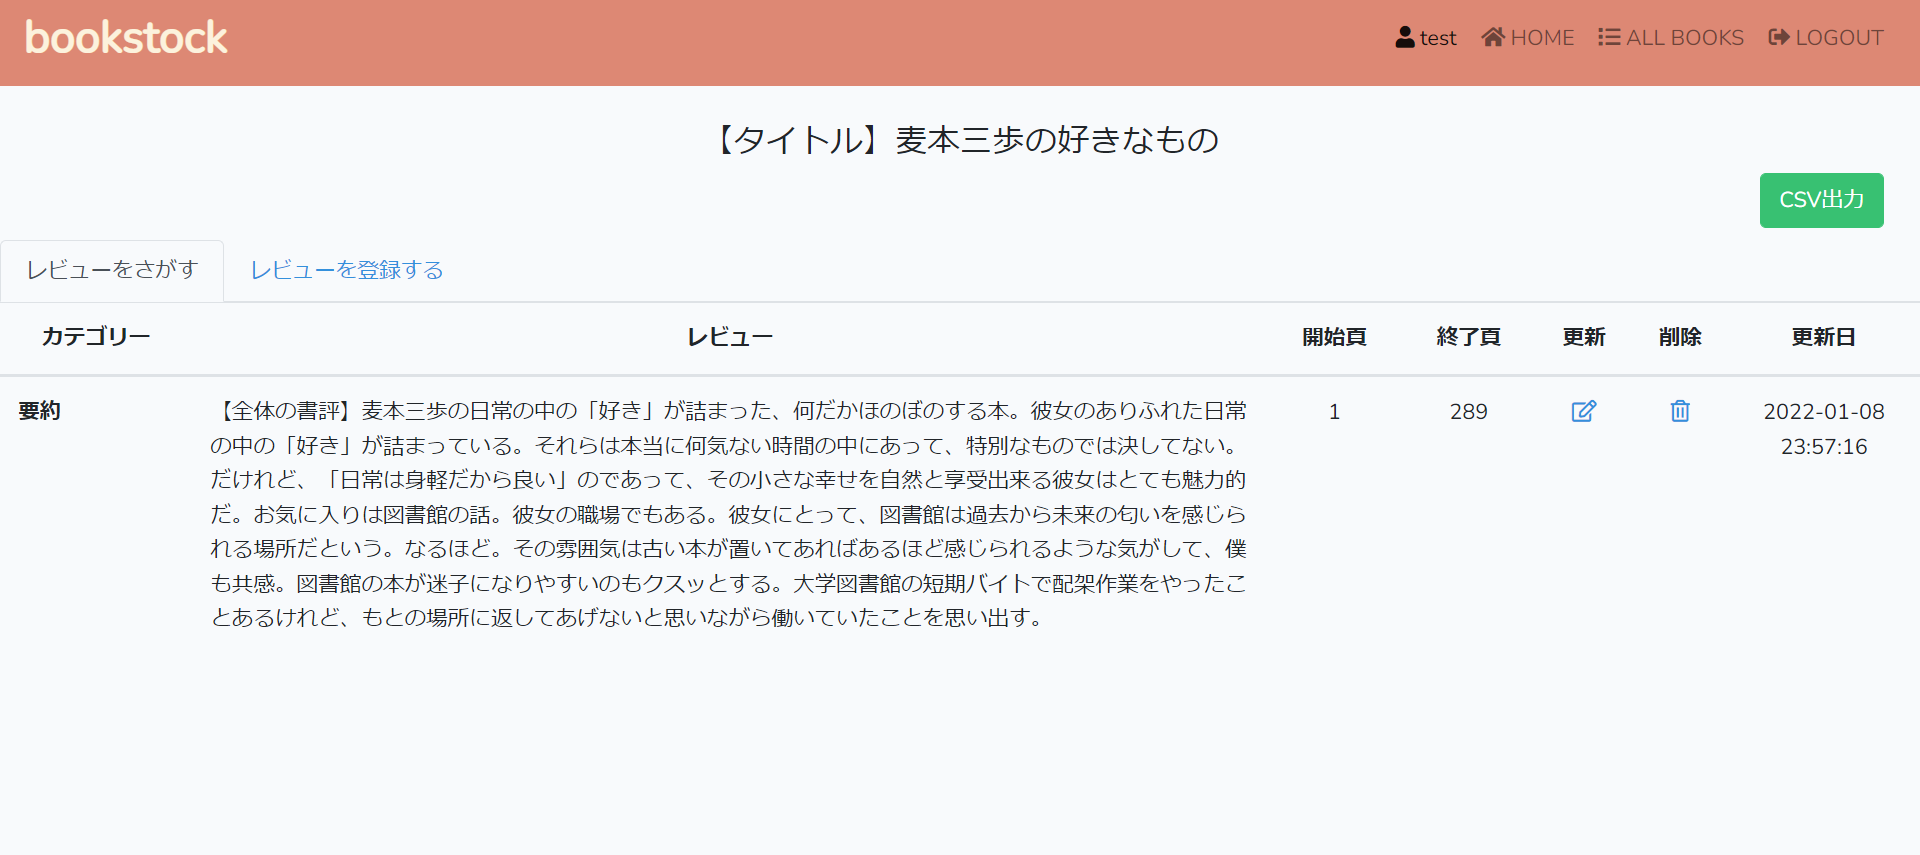 bookstock
test HOME ALL BOOKS LOGOUT
【タイトル】麦本三歩の好きなもの
CSV出力
レビューをさがす レビューを登録する
カテゴリー レビュー 開始頁 終了頁 更新 削除 更新日
要約
【全体の書評】麦本三歩の日常の中の「好き」が詰まった、何だかほのぼのする本。彼女のありふれた日常
の中の「好き」が詰まっている。それらは本当に何気ない時間の中にあって、特別なものでは決してない。
だけれど、「日常は身軽だから良い」のであって、その小さな幸せを自然と享受出来る彼女はとても魅力的
だ。お気に入りは図書館の話。彼女の職場でもある。彼女にとって、図書館は過去から未来の匂いを感じら
れる場所だという。なるほど。その雰囲気は古い本が置いてあればあるほど感じられるような気がして、僕
も共感。図書館の本が迷子になりやすいのもクスッとする。大学図書館の短期バイトで配架作業をやったこ
とあるけれど、もとの場所に返してあげないと思いながら働いていたことを思い出す。
1
289
2022-01-08
23:57:16